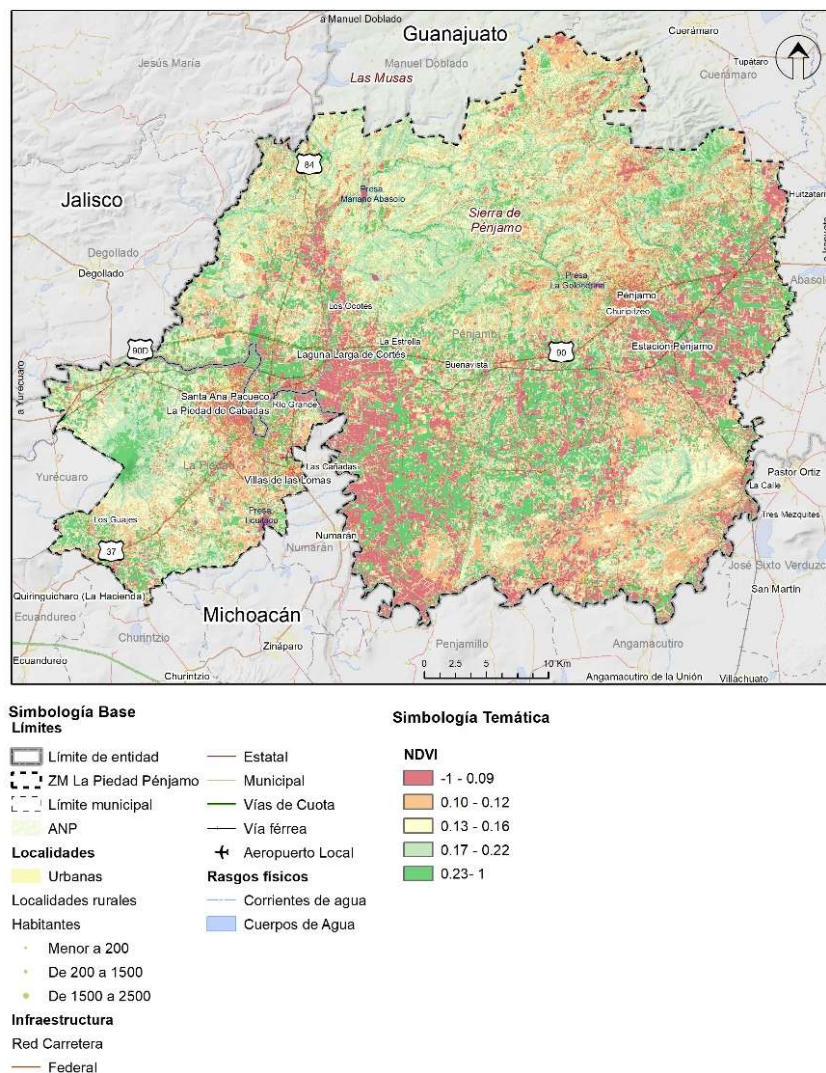 a Manuel Doblado
Guanajuato
Cuerámaro
Jesús María
Manuel Doblado
Las Musas
Tupátaro
Cuerámaro
84
Jalisco
Presa
Mariano Abasolo
Huitzatarito
Sierra de
Pénjamo
Degollado
Degollado
Presa
La Golondrina
Abasolo
Pénjamo
Churipitzeo
Los Ocotes
90D
La Estrella
Pénjamo
90
Estación Pénjamo
Laguna Larga de Cortés
Buenavista
a Yurécuaro
Santa Ana Pacueco
Río Grande
La Piedad de Cabadas
La Piedad
Yurécuaro
Las Cañadas
Villas de las Lomas
Pastor Ortiz
La Calle
Los Guajes
Presa
Ticuitaco
Tres Mezquites
37
Numarán
Numarán
José Sixto Verduzco
Quiringüicharo (La Hacienda)
San Martín
Ecuandureo
Michoacán
Churintzio
Zináparo
Penjamillo
Angamacutiro
Ecuandureo
0 2.5 5 10 Km
Churintzio
Angamacutiro de la Unión
Villachuato
Simbología Base
Límites
Límite de entidad
ZM La Piedad Pénjamo
Límite municipal
ANP
Localidades
Urbanas
Localidades rurales
Habitantes
Menor a 200
De 200 a 1500
De 1500 a 2500
Infraestructura
Red Carretera
Federal
Estatal
Municipal
Vías de Cuota
Vía férrea
Aeropuerto Local
Rasgos físicos
Corrientes de agua
Cuerpos de Agua
Simbología Temática
NDVI
-1 - 0.09
0.10 - 0.12
0.13 - 0.16
0.17 - 0.22
0.23- 1